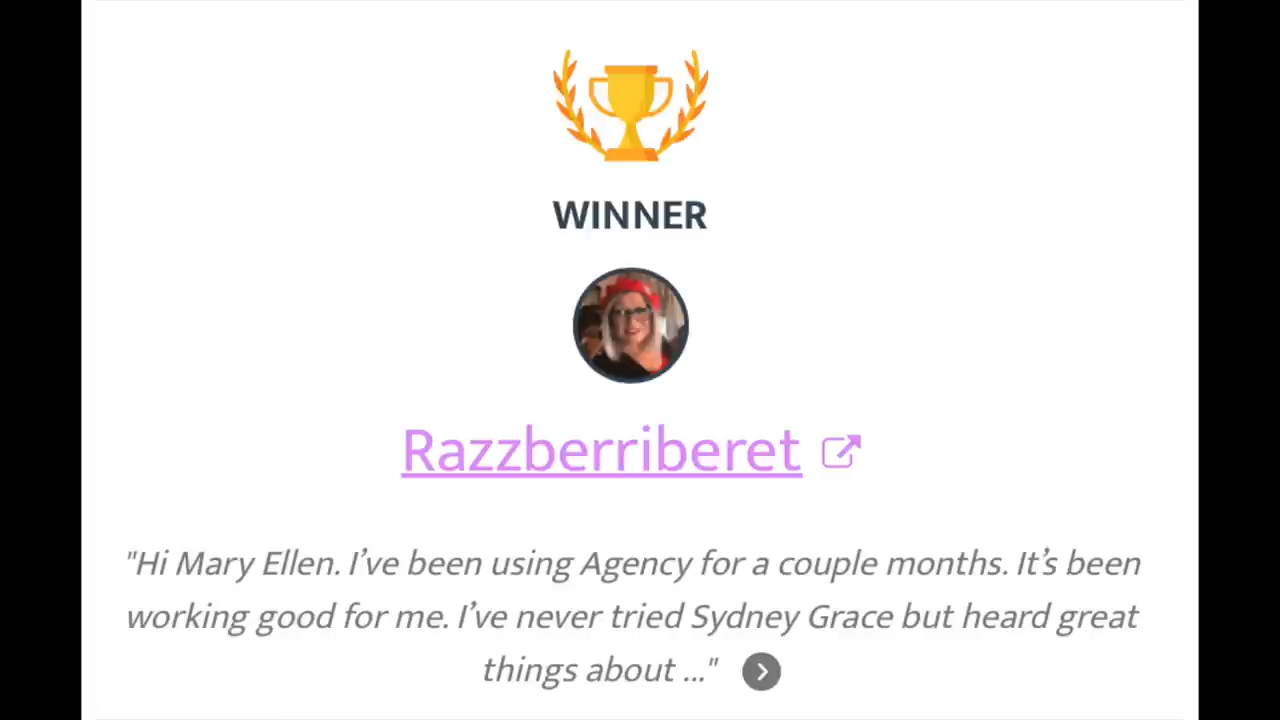 WINNER
Razzberriberet
"Hi Mary Ellen. I’ve been using Agency for a couple months. It’s been
working good for me. I’ve never tried Sydney Grace but heard great
things about ..."